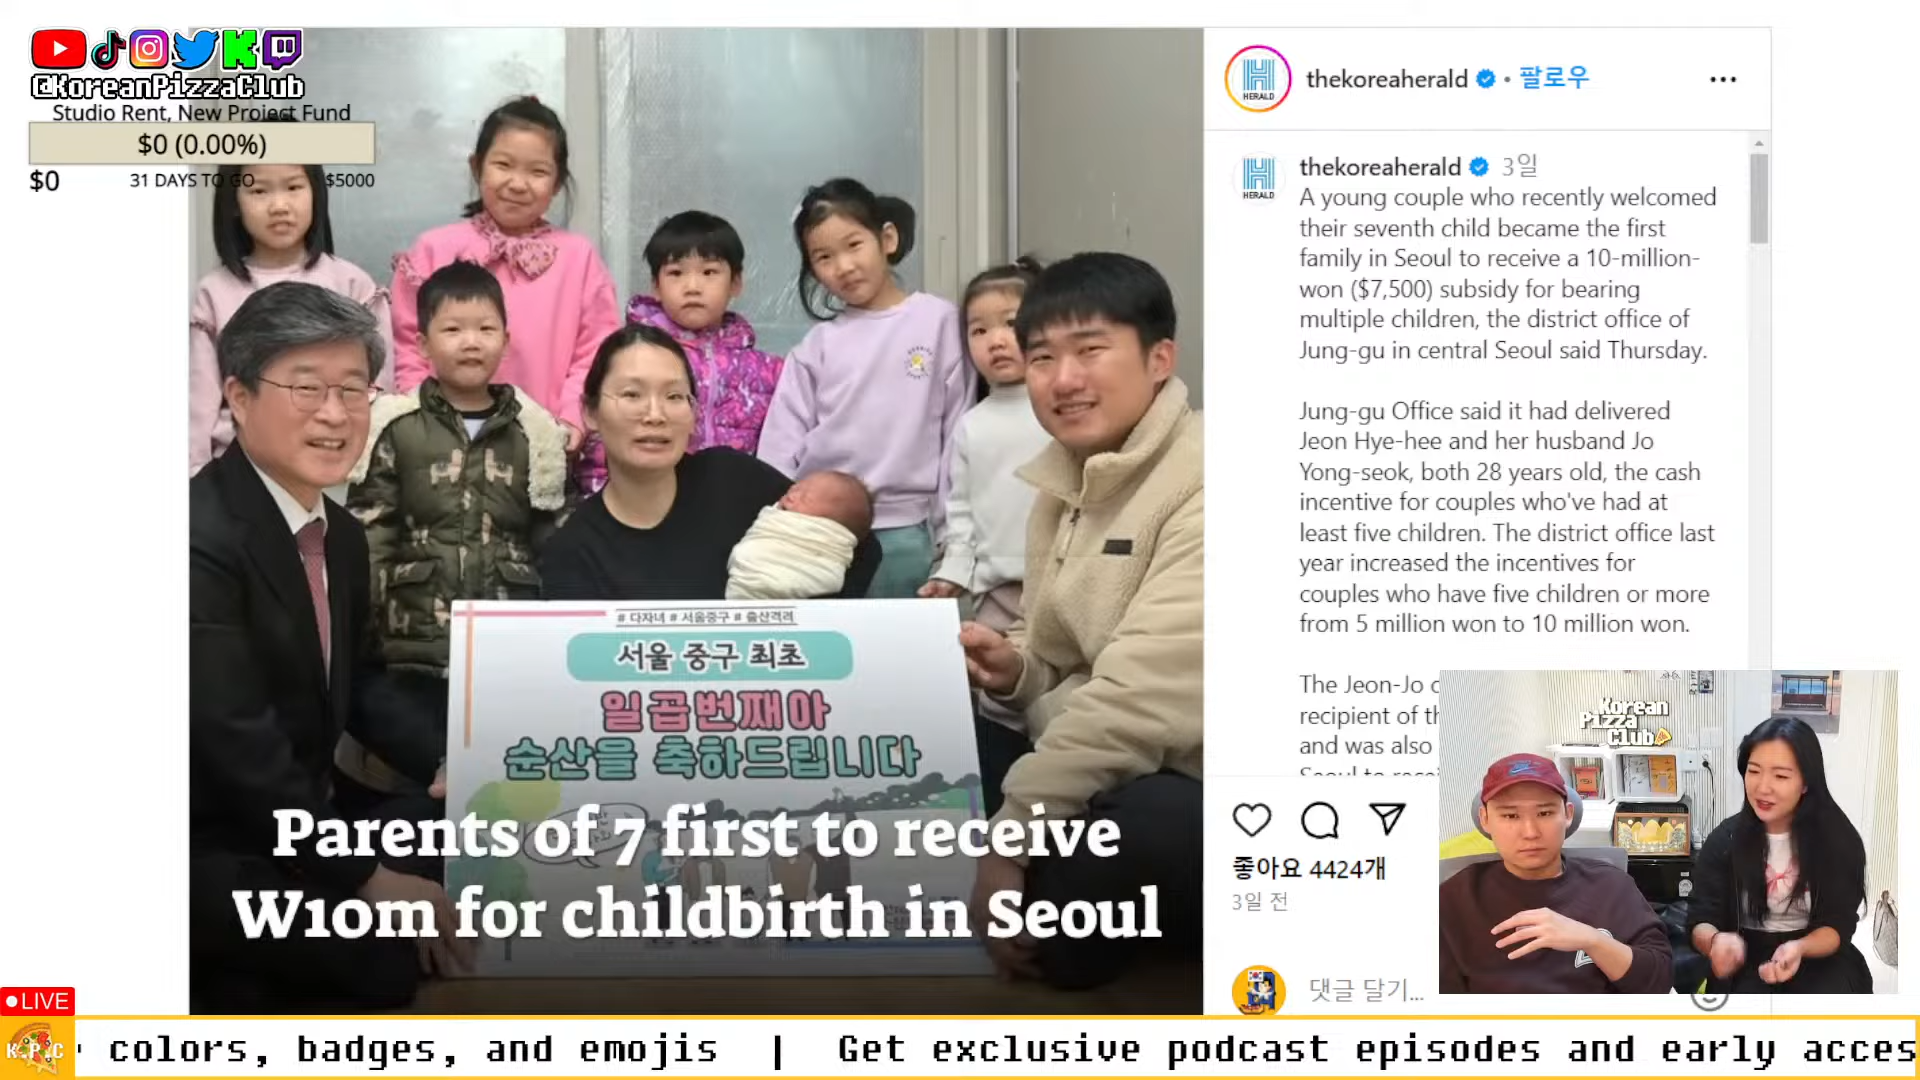 @KoreanPizzaClub
Studio Rent, New Project Fund
$0 (0.00%)
$0
31 DAYS TO GO
$5000
# 다자녀 # 서울중구 # 출산격려
서울 중구 최초
일곱번째아
순산을 축하드립니다
Parents of 7 first to receive
W10m for childbirth in Seoul
HERALD
thekoreaherald • 팔로우
HERALD
thekoreaherald 3일
A young couple who recently welcomed
their seventh child became the first
family in Seoul to receive a 10-million-
won ($7,500) subsidy for bearing
multiple children, the district office of
Jung-gu in central Seoul said Thursday.
Jung-gu Office said it had delivered
Jeon Hye-hee and her husband Jo
Yong-seok, both 28 years old, the cash
incentive for couples who've had at
least five children. The district office last
year increased the incentives for
couples who have five children or more
from 5 million won to 10 million won.
The Jeon-Jo
recipient of
and was also
좋아요 4424개
3일 전
댓글 달기...
Korean
Pizza
Club
LIVE
K.P.C
colors, badges, and emojis | Get exclusive podcast episodes and early acces